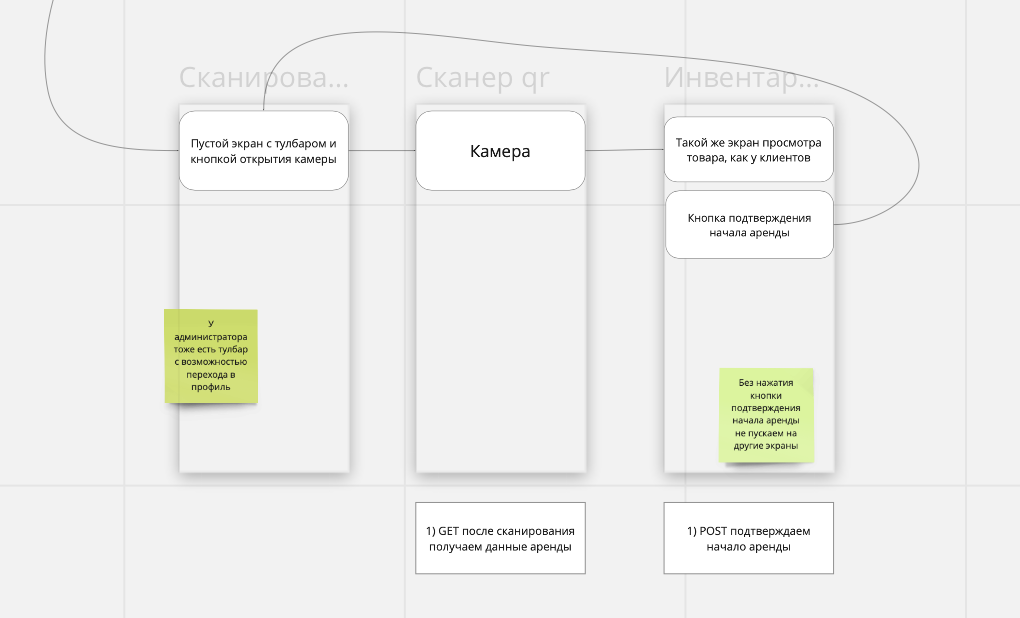 Сканирова...
Сканер qr
Инвентар...
Пустой экран с тулбаром и
кнопкой открытия камеры
Камера
Такой же экран просмотра
товара, как у клиентов
Кнопка подтверждения
начала аренды
У
администратора
тоже есть тулбар
с возможностью
перехода в
профиль
Без нажатия
кнопки
подтверждения
начала аренды
не пускаем на
другие экраны
1) GET после сканирования
получаем данные аренды
1) POST подтверждаем
начало аренды